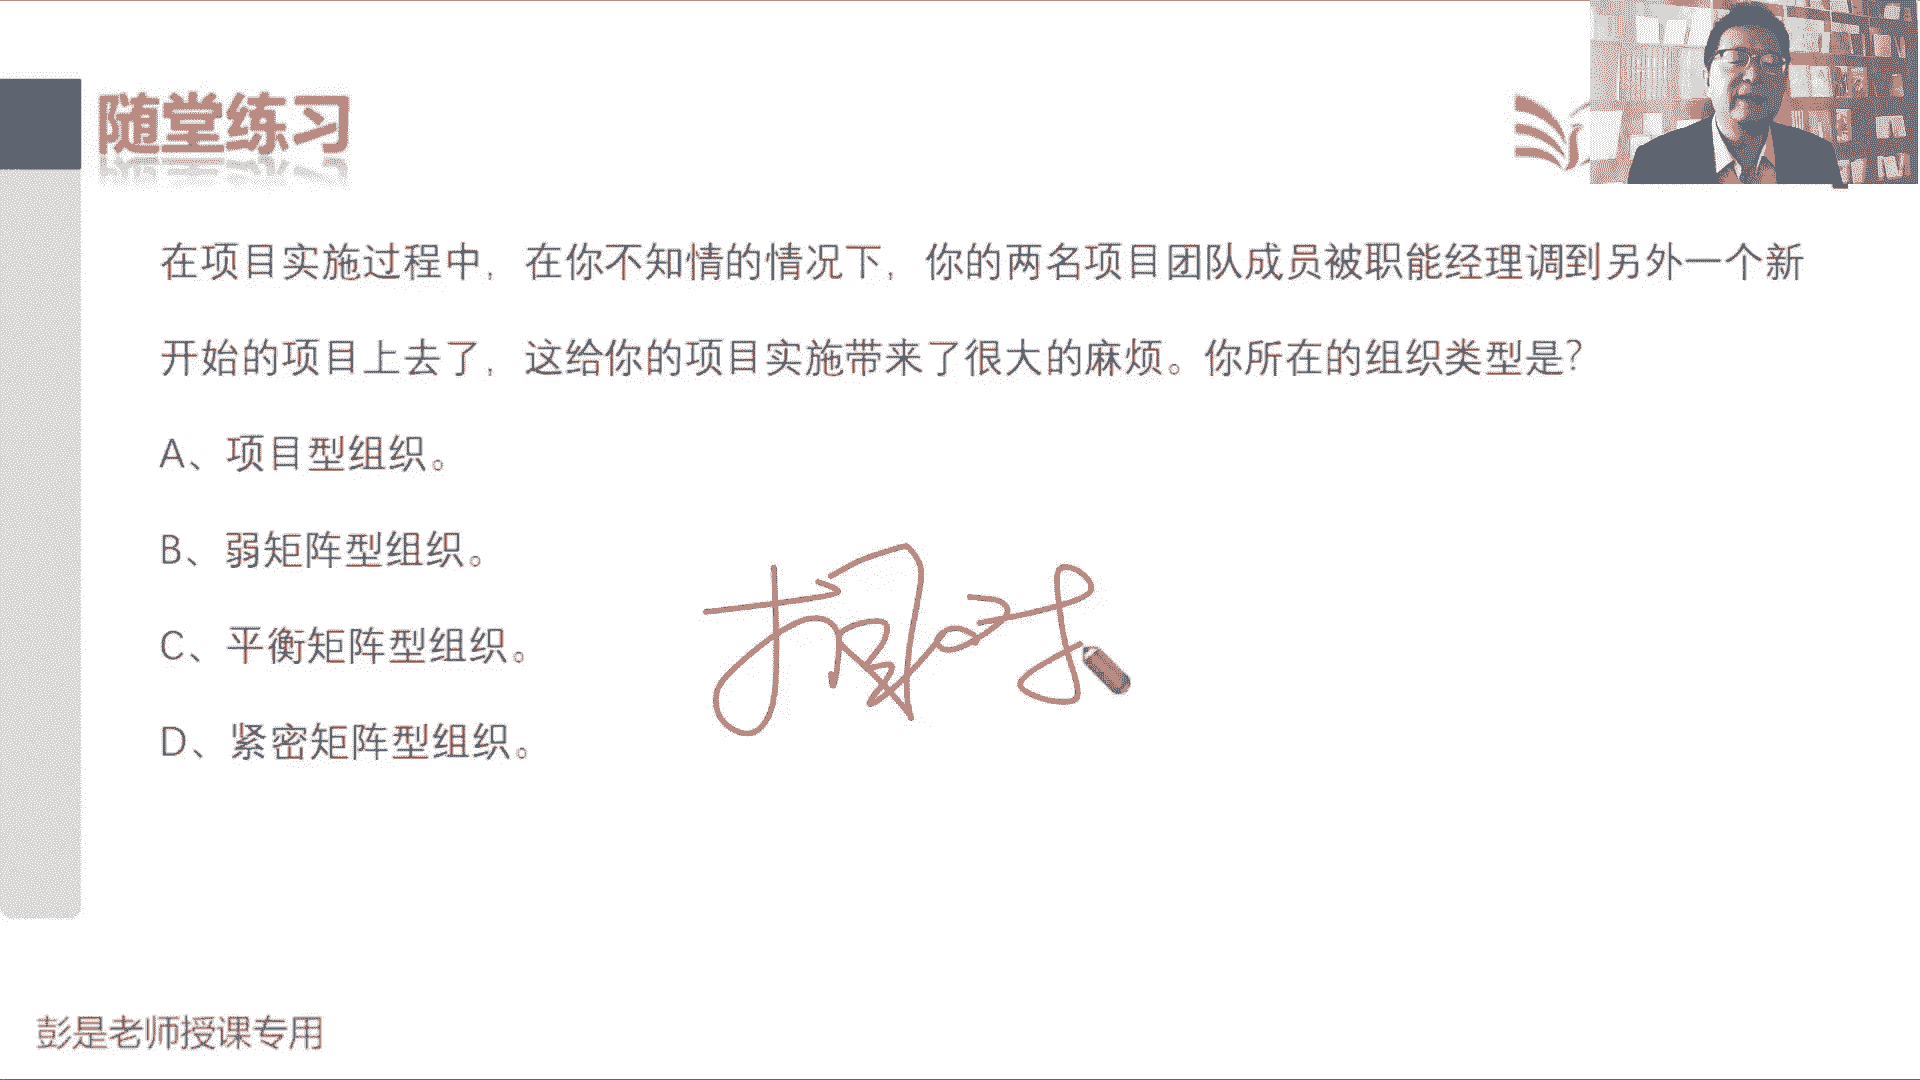 随堂练习
在项目实施过程中，在你不知情的情况下，你的两名项目团队成员被职能经理调到另外一个新
开始的项目上去了，这给你的项目实施带来了很大的麻烦。你所在的组织类型是?
A、项目型组织。
B、弱矩阵型组织。
C、平衡矩阵型组织。
D、紧密矩阵型组织。
彭是老师授课专用